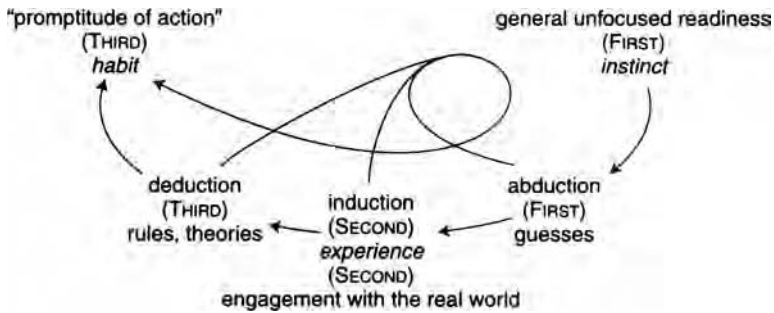 "promptitude of action"
(THIRD)
habit
general unfocused readiness
(FIRST)
instinct
deduction
(THIRD)
rules, theories
induction
(SECOND)
experience
(SECOND)
engagement with the real world
abduction
(FIRST)
guesses